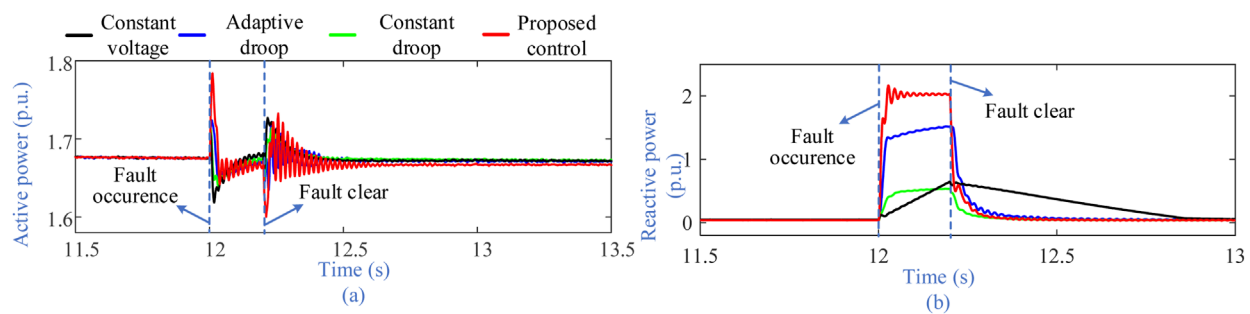 Constant voltage
Adaptive droop
Constant droop
Proposed control
Active power (p.u.)
1.8
1.7
1.6
Fault
occurence
Fault clear
11.5 12 12.5 13 13.5
Time (s)
(a)
Reactive power
(p.u.)
2
1
0
Fault
occurence
Fault clear
11.5 12 12.5 13
Time (s)
(b)